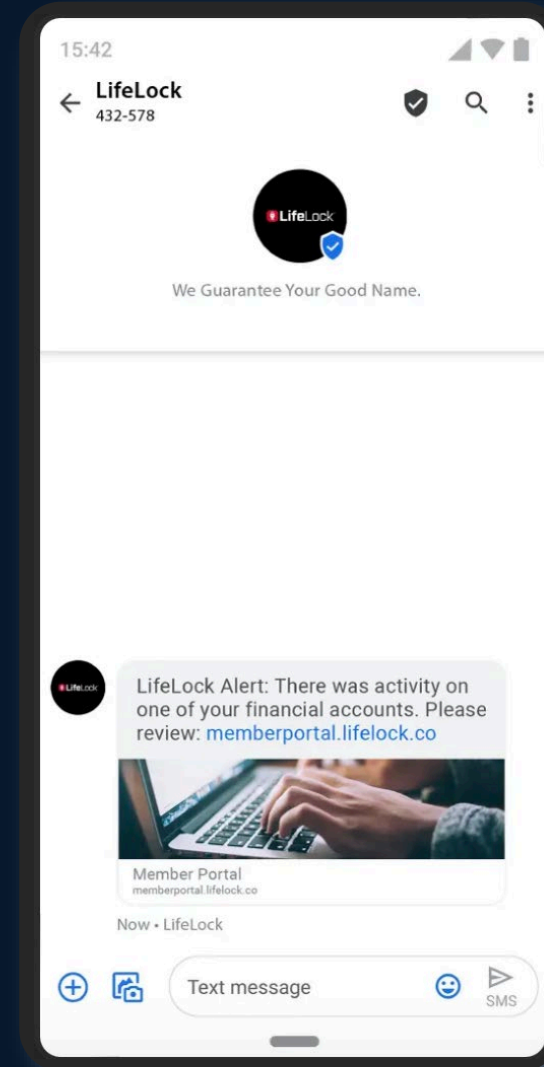 15:42
LifeLock
432-578
LifeLock
We Guarantee Your Good Name.
LifeLock
LifeLock Alert: There was activity on
one of your financial accounts. Please
review: memberportal.lifelock.co
Member Portal
memberportal.lifelock.co
Now • LifeLock
Text message
SMS